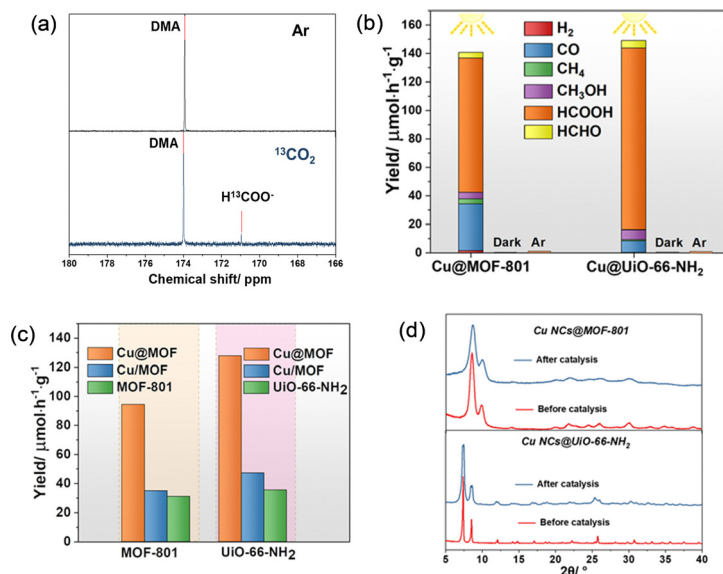 (a)
DMA
Ar
DMA
¹³CO₂
H¹³COO⁻
180 178 176 174 172 170 168 166
Chemical shift/ ppm
(b)
160
140
120
100
80
60
40
20
0
Yield/ μmol·h⁻¹·g⁻¹
H₂
CO
CH₄
CH₃OH
HCOOH
HCHO
Dark Ar Dark Ar
Cu@MOF-801 Cu@UiO-66-NH₂
(c)
140
120
100
80
60
40
20
0
Yield/ μmol·h⁻¹·g⁻¹
Cu@MOF Cu@MOF
Cu/MOF Cu/MOF
MOF-801 UiO-66-NH₂
MOF-801 UiO-66-NH₂
(d)
Cu NCs@MOF-801
After catalysis
Before catalysis
Cu NCs@UiO-66-NH₂
After catalysis
Before catalysis
5 10 15 20 25 30 35 40
2θ/ °